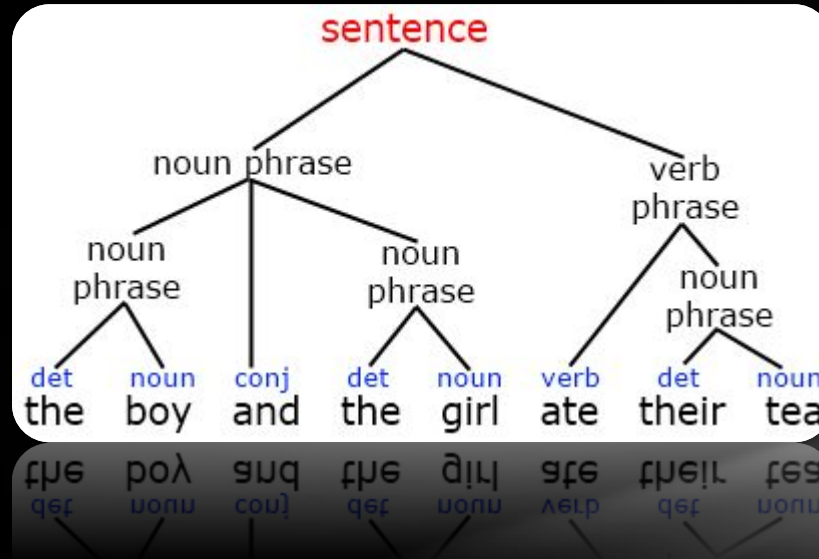 sentence
noun phrase
verb
phrase
noun
phrase
noun
phrase
noun
phrase
det noun conj det noun verb det noun
the boy and the girl ate their tea